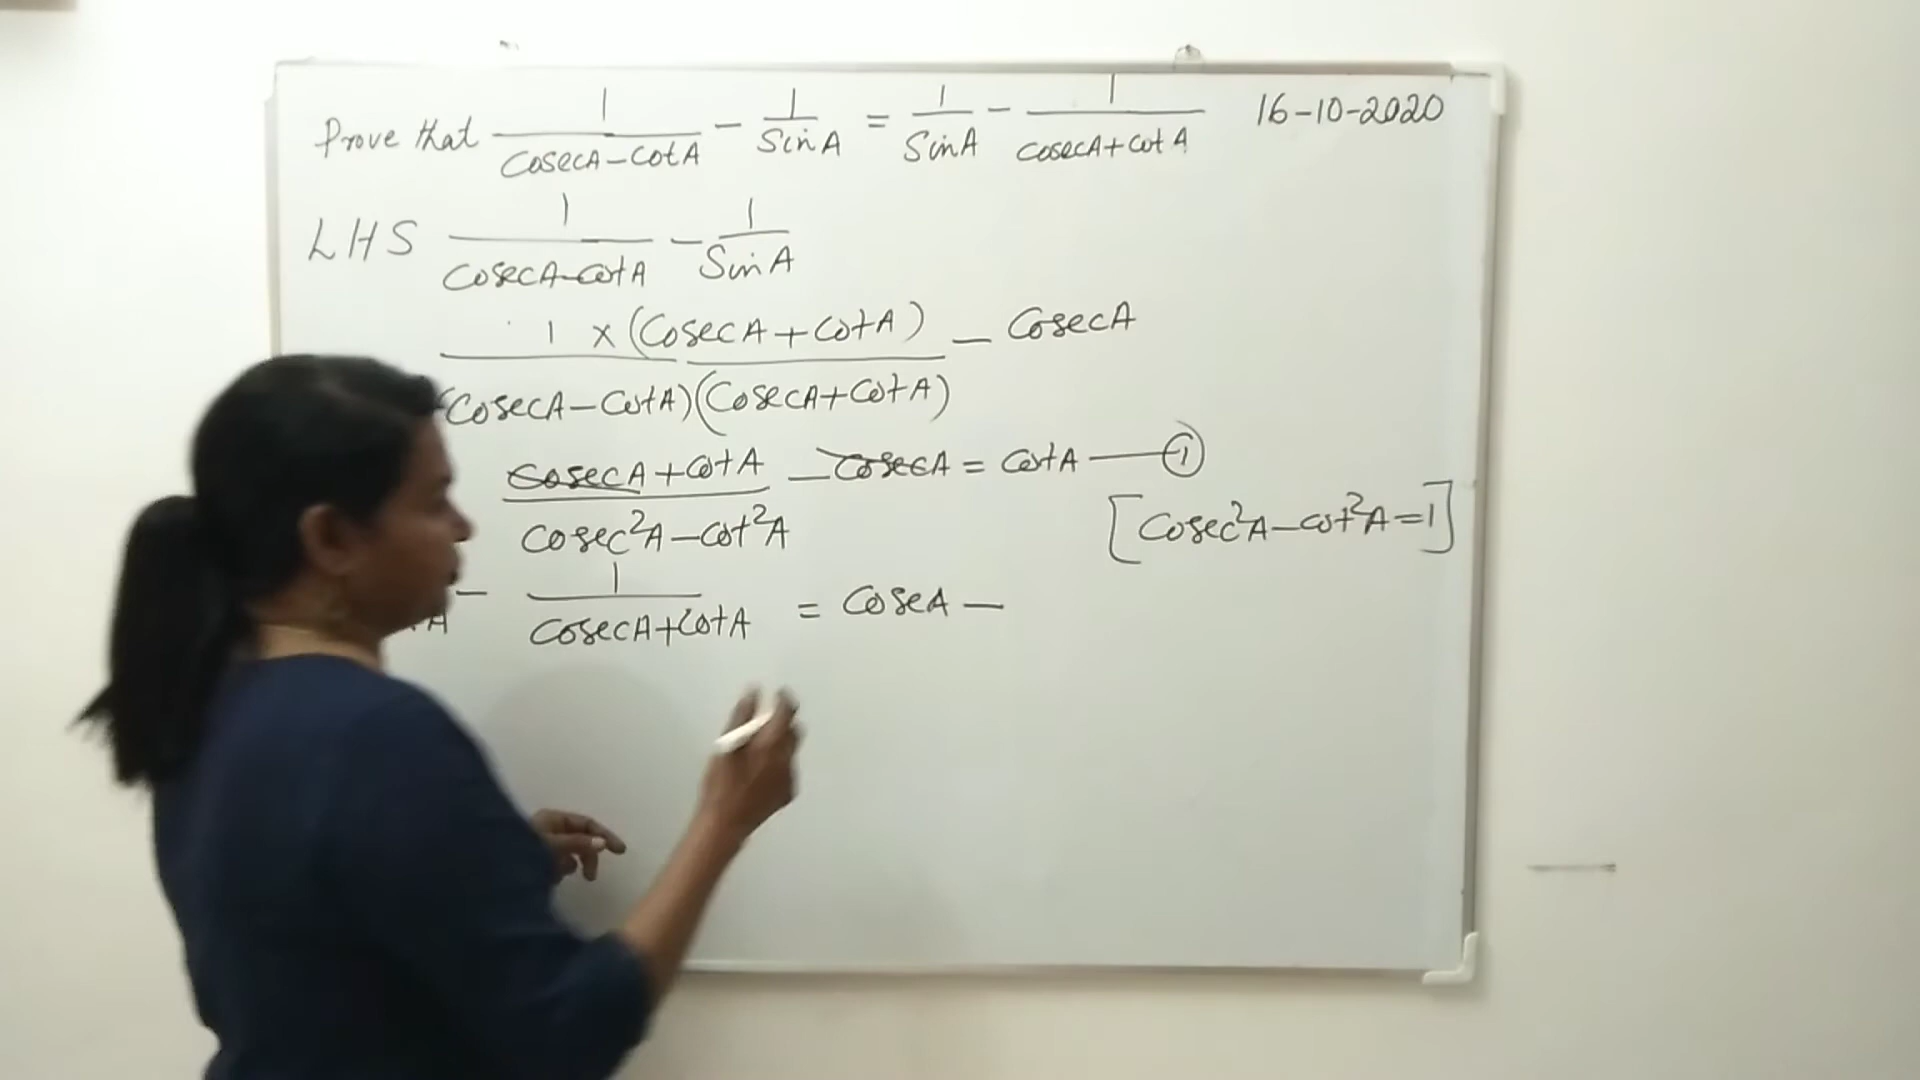 Prove that 1/(CosecA-CotA) - 1/SinA = 1/SinA - 1/(CosecA+CotA) 16-10-2020
LHS 1/(CosecA-CotA) - 1/SinA
1 x (CosecA+CotA)/(CosecA-CotA)(CosecA+CotA) - CosecA
CosecA+CotA/(Cosec²A-Cot²A) - CosecA = CotA — ①
[Cosec²A-Cot²A=1]
A - 1/(CosecA+CotA) = CoseA -